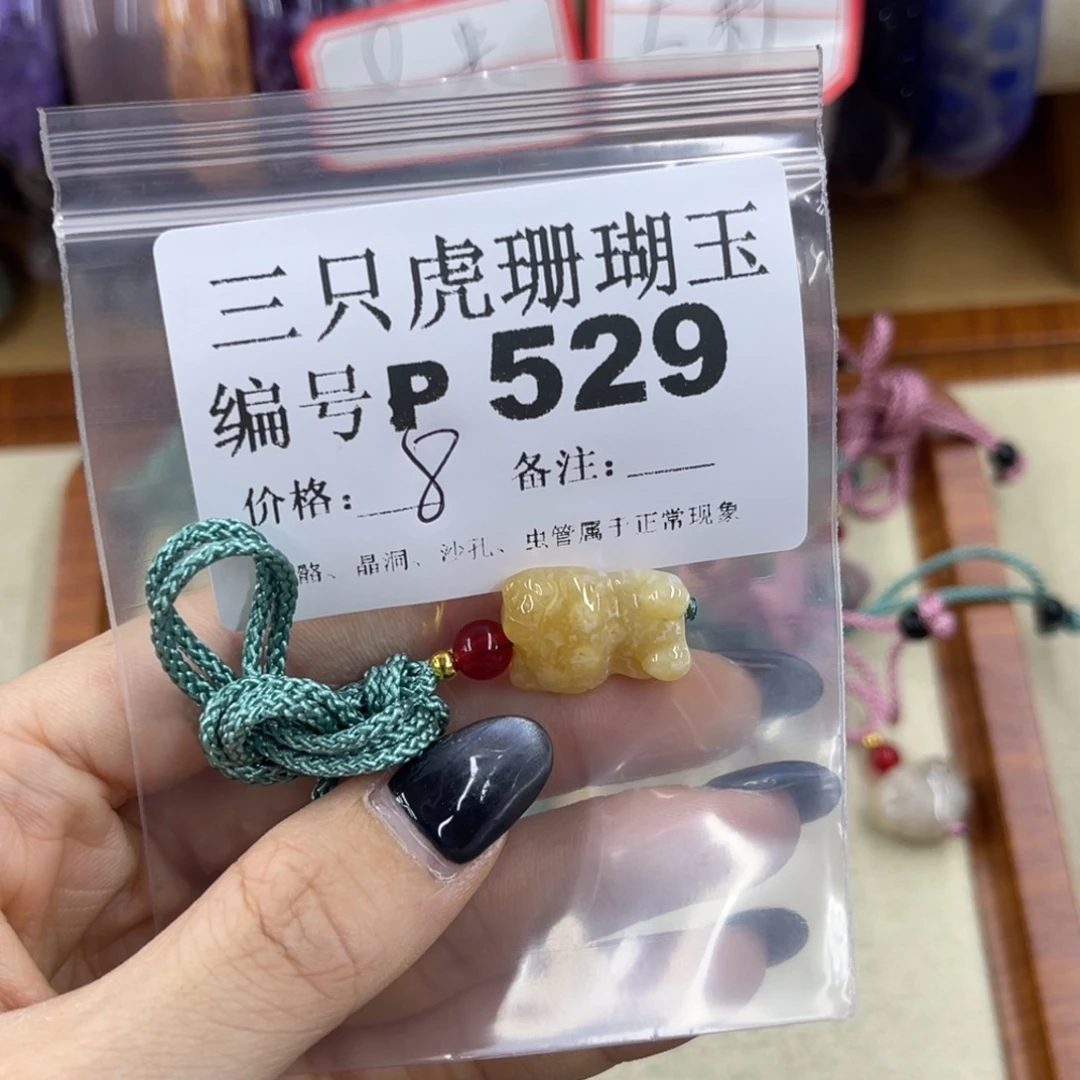 三只虎珊瑚玉
编号P 529
价格: 8 备注:
骼、晶洞、沙孔、虫管属于正常现象